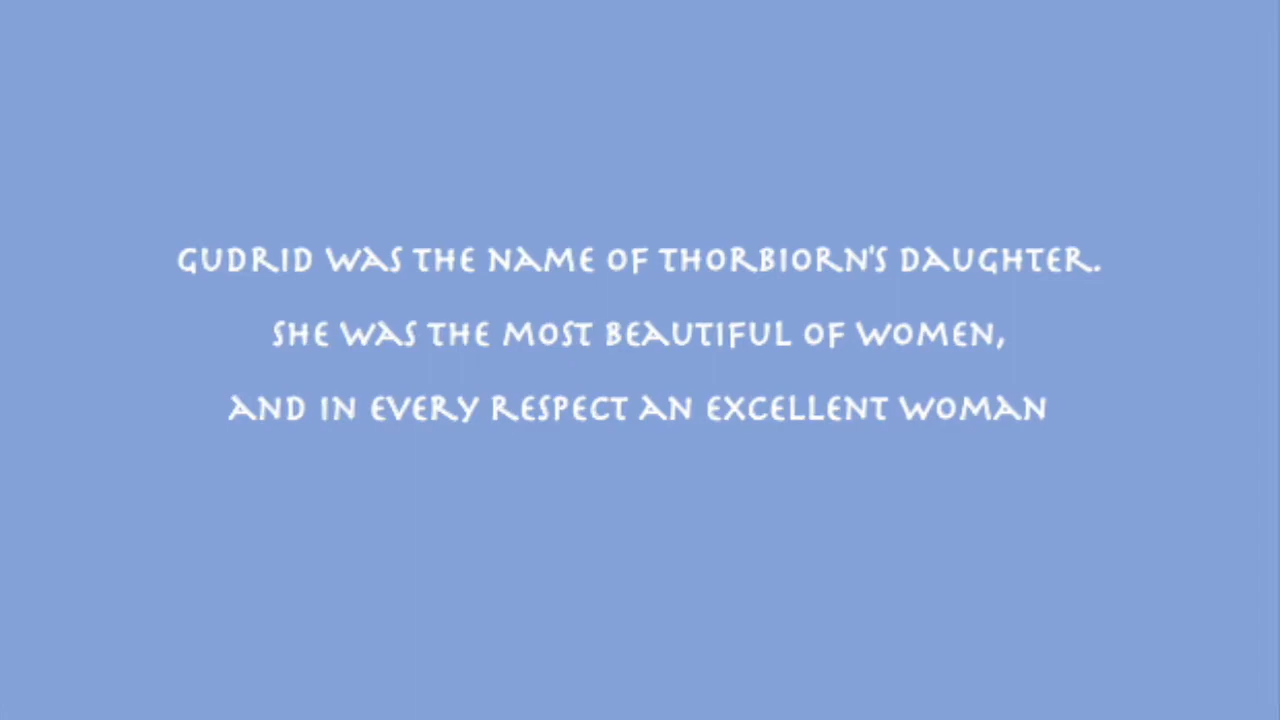 GUDRID WAS THE NAME OF THORBIORN'S DAUGHTER.
SHE WAS THE MOST BEAUTIFUL OF WOMEN,
AND IN EVERY RESPECT AN EXCELLENT WOMAN